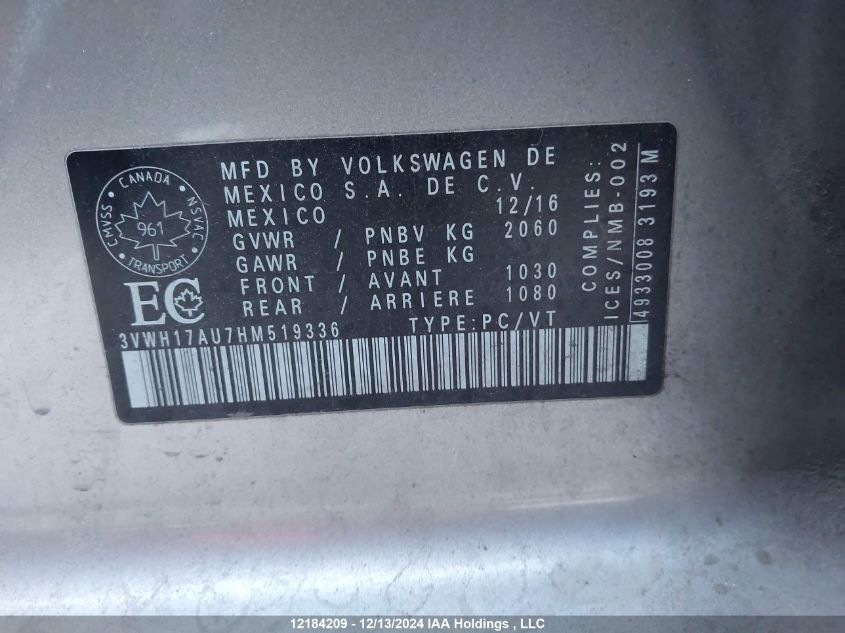 MFD BY VOLKSWAGEN DE
MEXICO S.A. DE C.V.
MEXICO 12/16
GVWR / PNBV KG 2060
GAWR / PNBE KG
FRONT / AVANT 1030
REAR / ARRIERE 1080
TYPE:PC/VT
3VWH17AU7HM519336
CANADA
CMVSS
NSVAC
961
TRANSPORT
EC
COMPLIES:
ICES/NMB-002
4933008 3193 M
12184209 - 12/13/2024 IAA Holdings , LLC